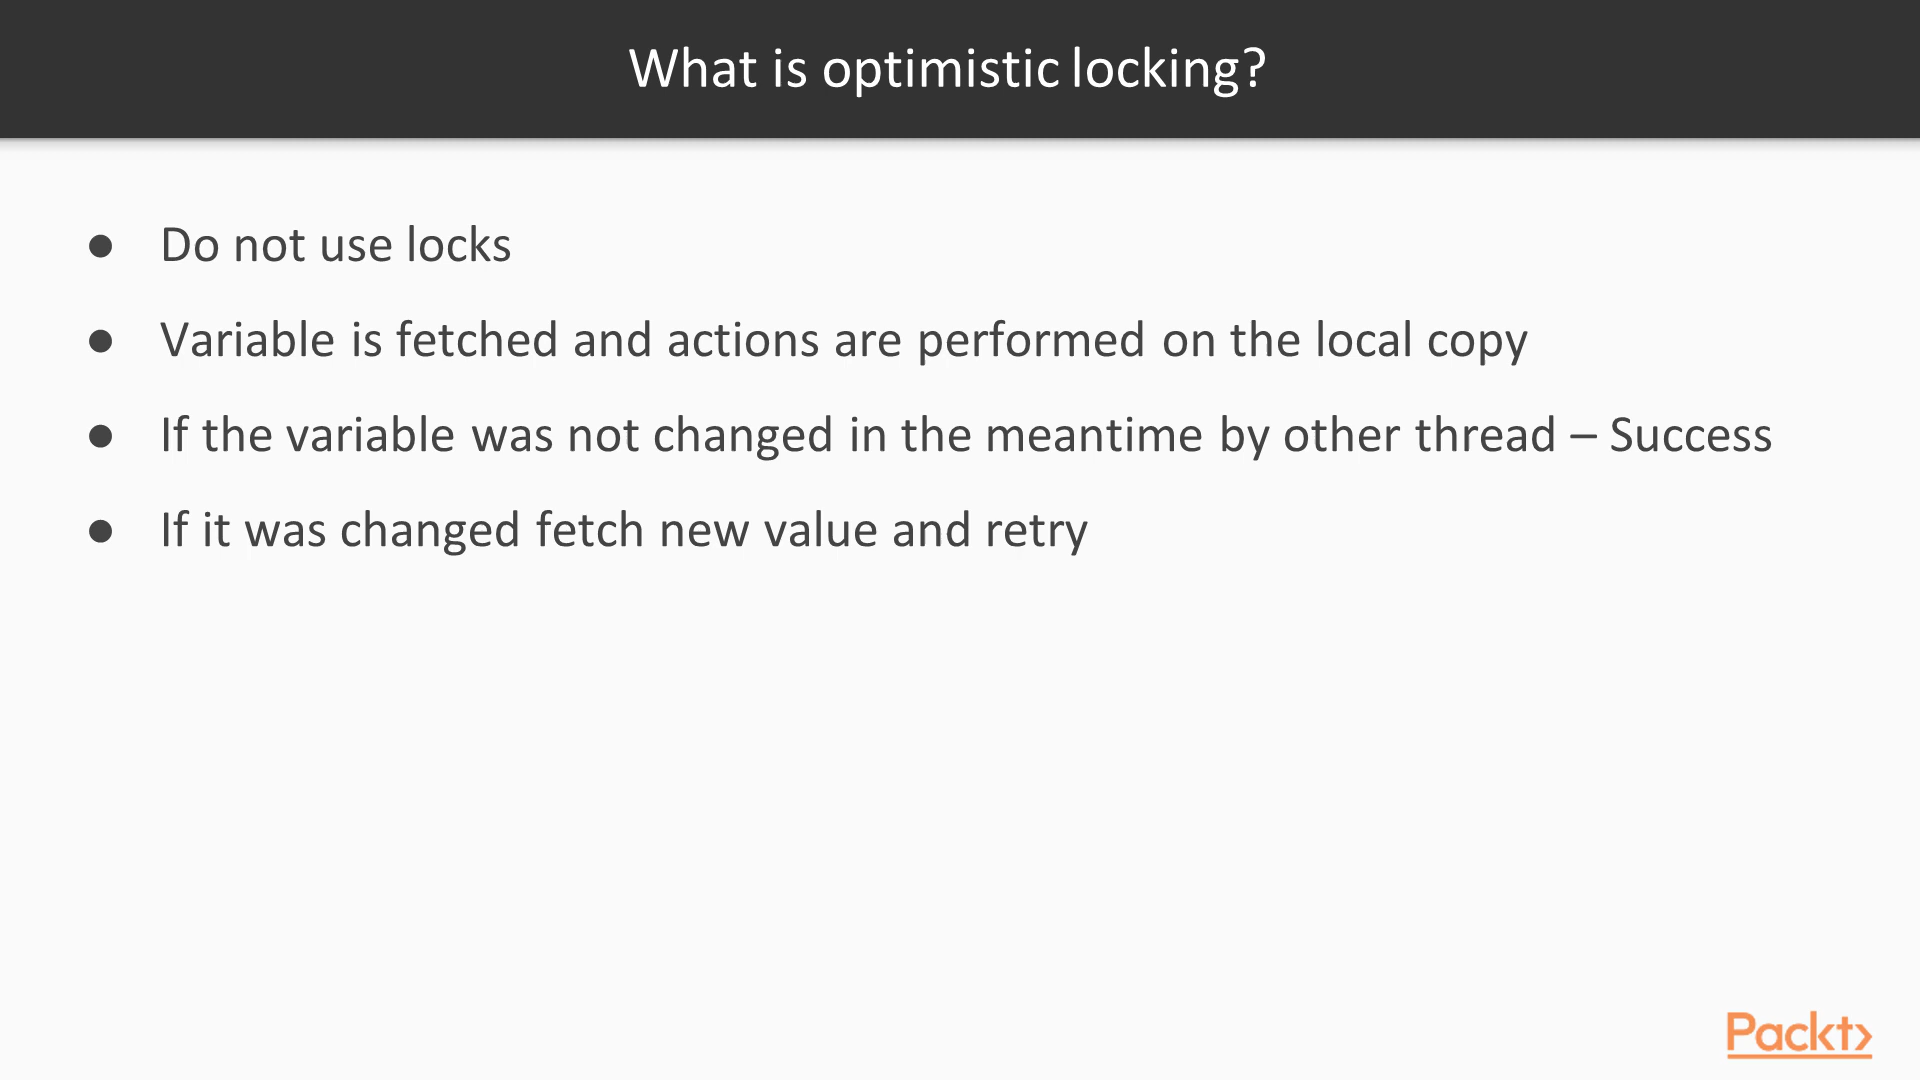 What is optimistic locking?
● Do not use locks
● Variable is fetched and actions are performed on the local copy
● If the variable was not changed in the meantime by other thread – Success
● If it was changed fetch new value and retry
Packt>